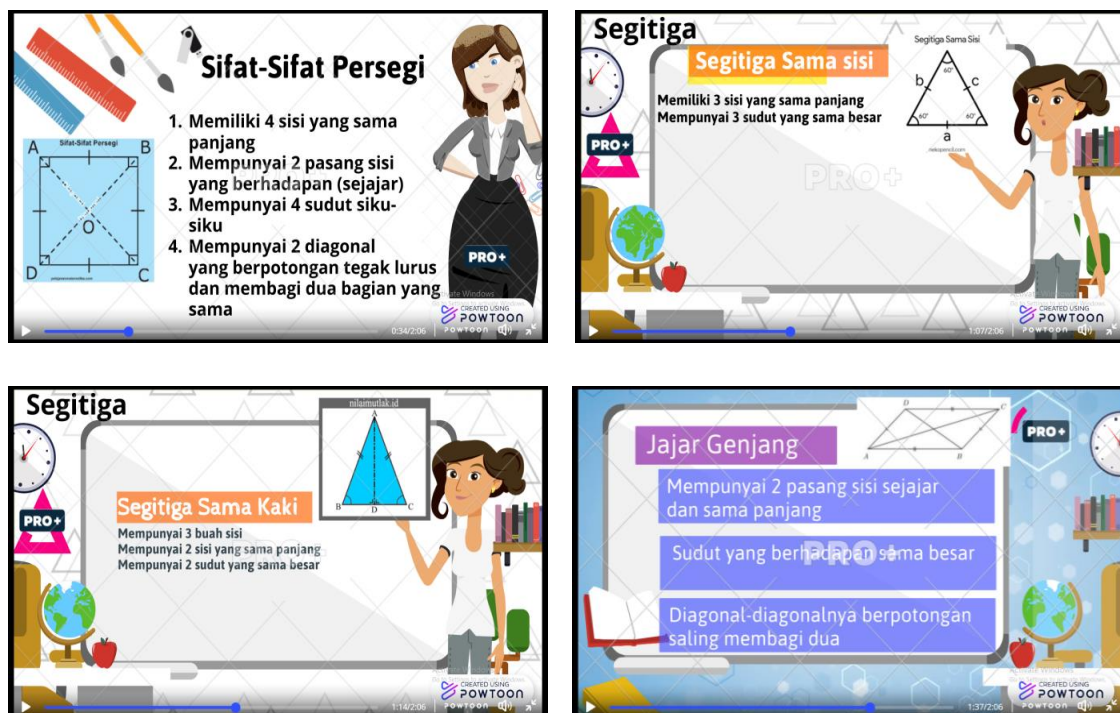 Sifat-Sifat Persegi
1. Memiliki 4 sisi yang sama
panjang
2. Mempunyai 2 pasang sisi
yang berhadapan (sejajar)
3. Mempunyai 4 sudut siku-
siku
4. Mempunyai 2 diagonal
yang berpotongan tegak lurus
dan membagi dua bagian yang
sama
Sifat-Sifat Persegi
A
B
O
D
C
PRO+
PRO+
CREATED USING
POWTOON
0:34/2:06
Segitiga
Segitiga Sama sisi
Memiliki 3 sisi yang sama panjang
Mempunyai 3 sudut yang sama besar
Segitiga Sama Sisi
60°
b
c
60°
60°
a
PRO+
PRO+
CREATED USING
POWTOON
1:07/2:06
Segitiga
nilaimutlak.id
A
B
D
C
Segitiga Sama Kaki
Mempunyai 3 buah sisi
Mempunyai 2 sisi yang sama panjang
Mempunyai 2 sudut yang sama besar
PRO+
PRO+
CREATED USING
POWTOON
1:14/2:06
Jajar Genjang
D
C
A
B
PRO+
Mempunyai 2 pasang sisi sejajar
dan sama panjang
Sudut yang berhadapan sama besar
PRO+
Diagonal-diagonalnya berpotongan
saling membagi dua
CREATED USING
POWTOON
1:37/2:06